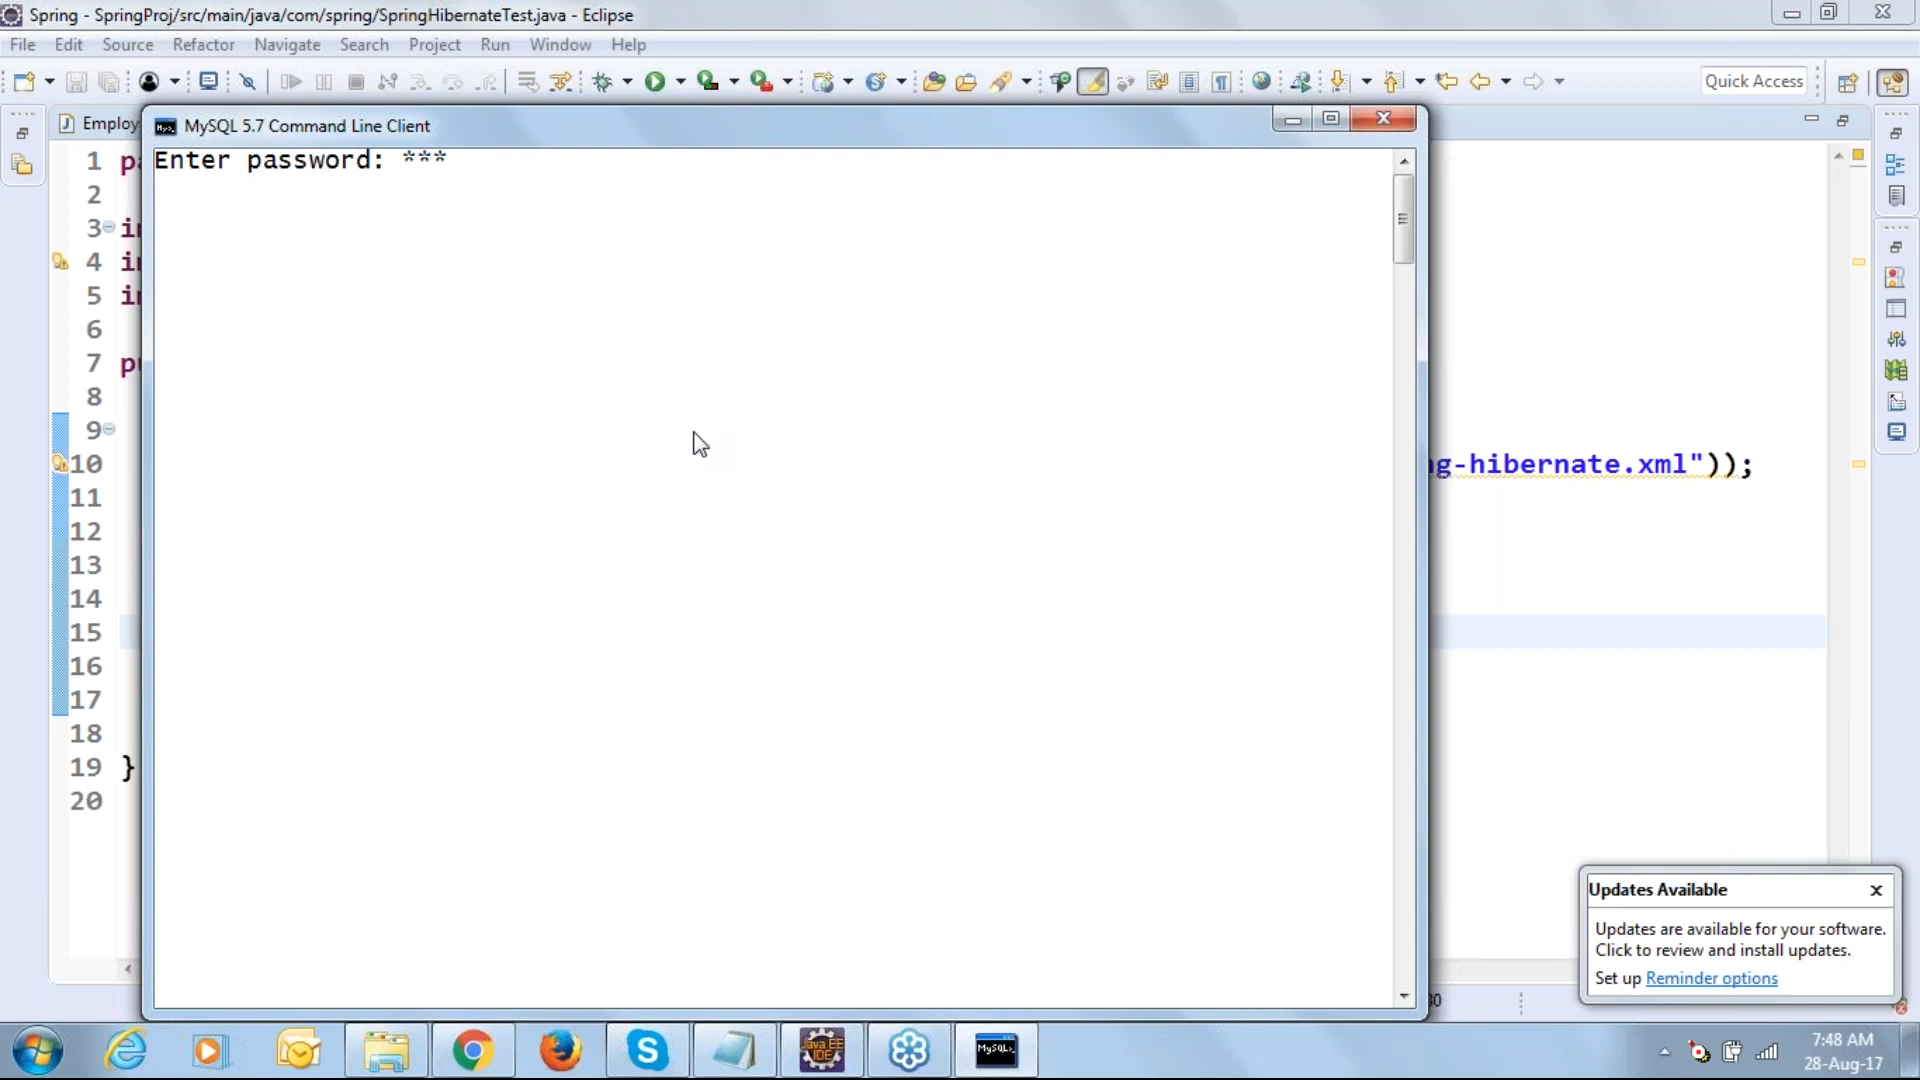 Spring - SpringProj/src/main/java/com/spring/SpringHibernateTest.java - Eclipse
File Edit Source Refactor Navigate Search Project Run Window Help
Quick Access
Employ
MySQL 5.7 Command Line Client
Enter password: ***
1
2
3
4
5
6
7
8
9
10 g-hibernate.xml"));
11
12
13
14
15
16
17
18
19 }
20
Updates Available
Updates are available for your software.
Click to review and install updates.
Set up Reminder options
Java EE
IDE
MySQL
7:48 AM
28-Aug-17